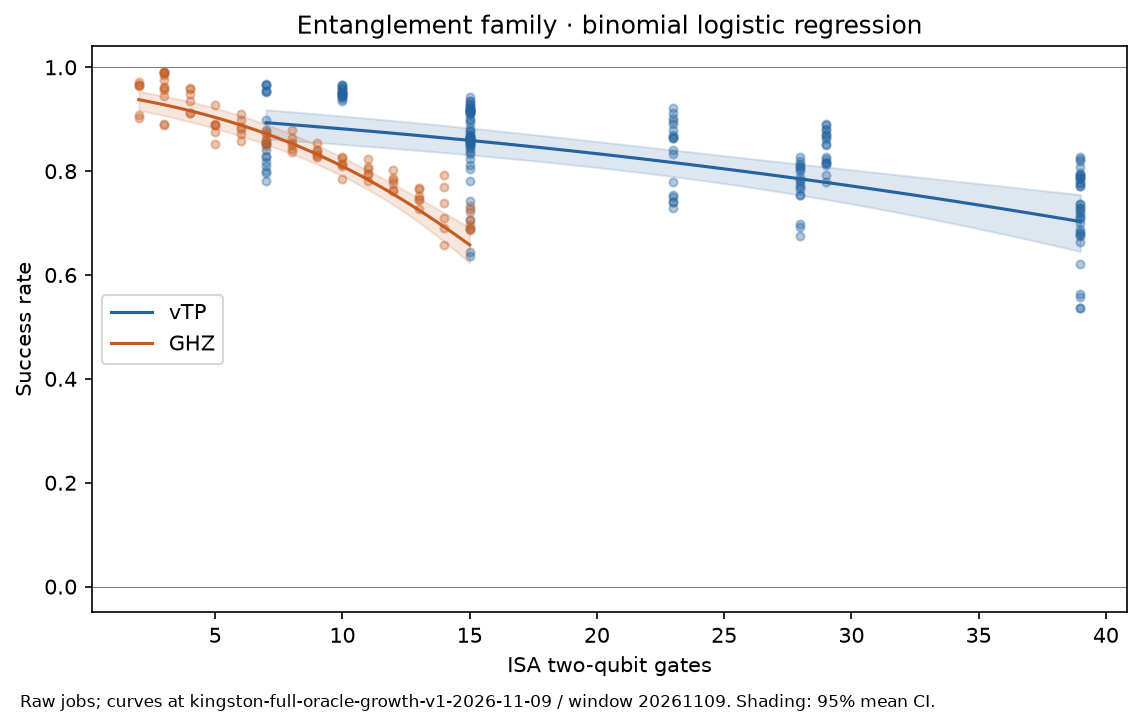 Entanglement family · binomial logistic regression
1.0
0.8
0.6
0.4
0.2
0.0
Success rate
vTP
GHZ
5
10
15
20
25
30
35
40
ISA two-qubit gates
Raw jobs; curves at kingston-full-oracle-growth-v1-2026-11-09 / window 20261109. Shading: 95% mean CI.